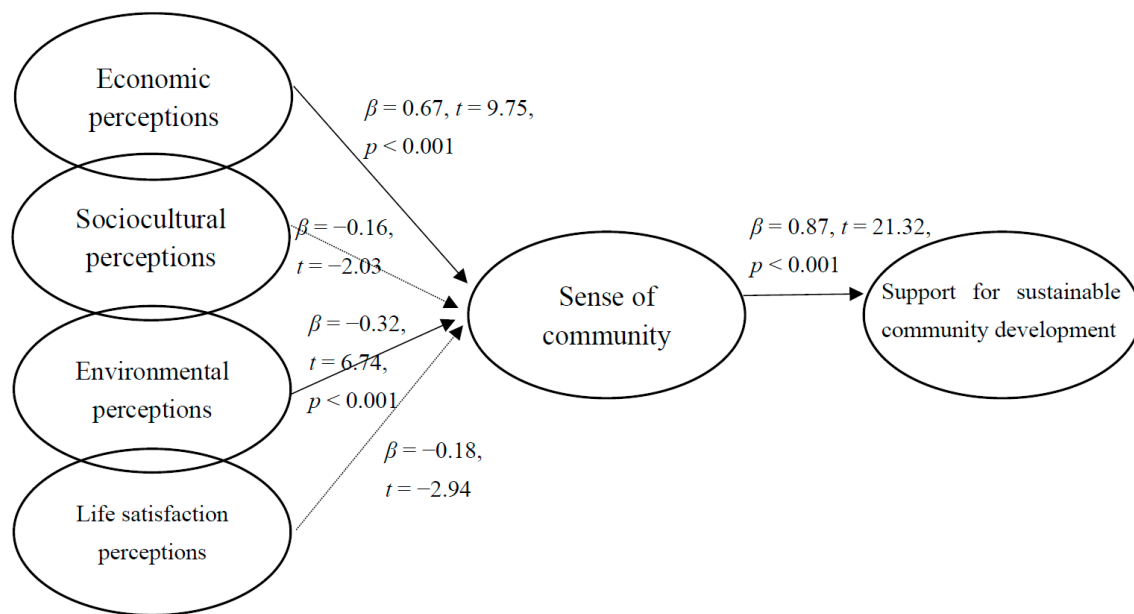 Economic
perceptions
β = 0.67, t = 9.75,
p < 0.001
Sociocultural
perceptions
β = −0.16,
t = −2.03
Environmental
perceptions
β = −0.32,
t = 6.74,
p < 0.001
Life satisfaction
perceptions
β = −0.18,
t = −2.94
Sense of
community
β = 0.87, t = 21.32,
p < 0.001
Support for sustainable
community development